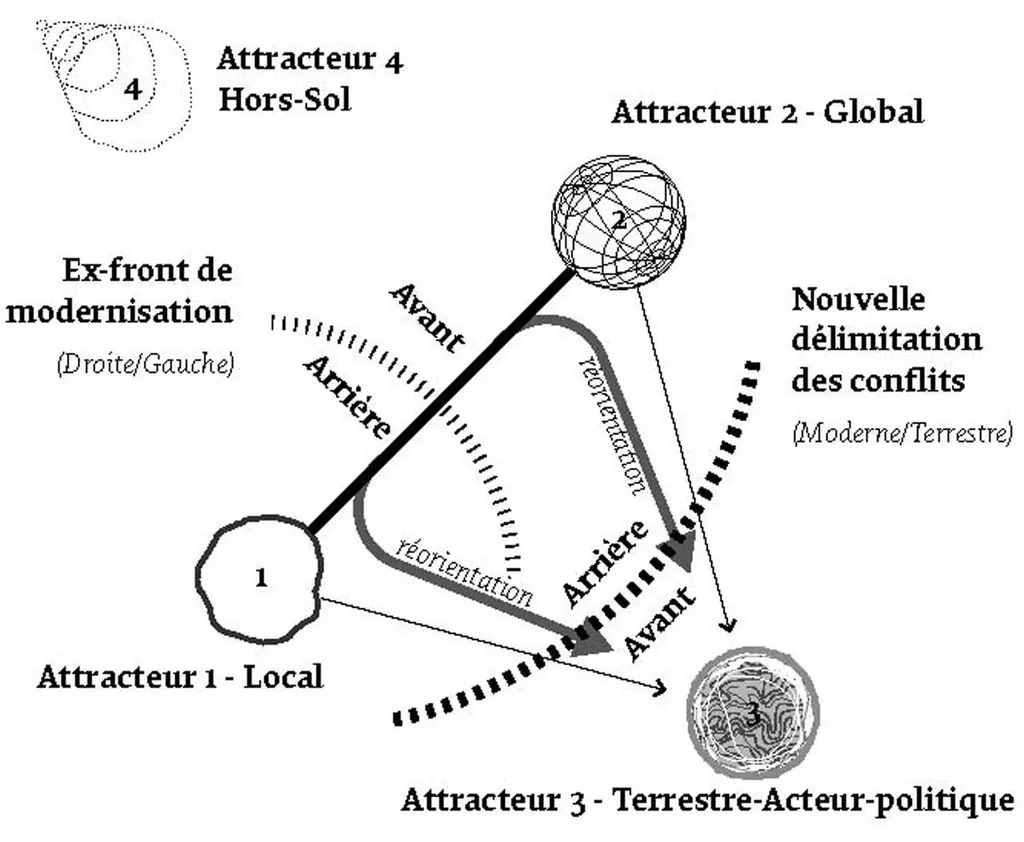 4
Attracteur 4
Hors-Sol
Attracteur 2 - Global
2
Ex-front de
modernisation
(Droite/Gauche)
Avant
Arrière
Nouvelle
délimitation
des conflits
(Moderne/Terrestre)
réorientation
réorientation
1
Attracteur 1 - Local
Arrière
Avant
3
Attracteur 3 - Terrestre-Acteur-politique